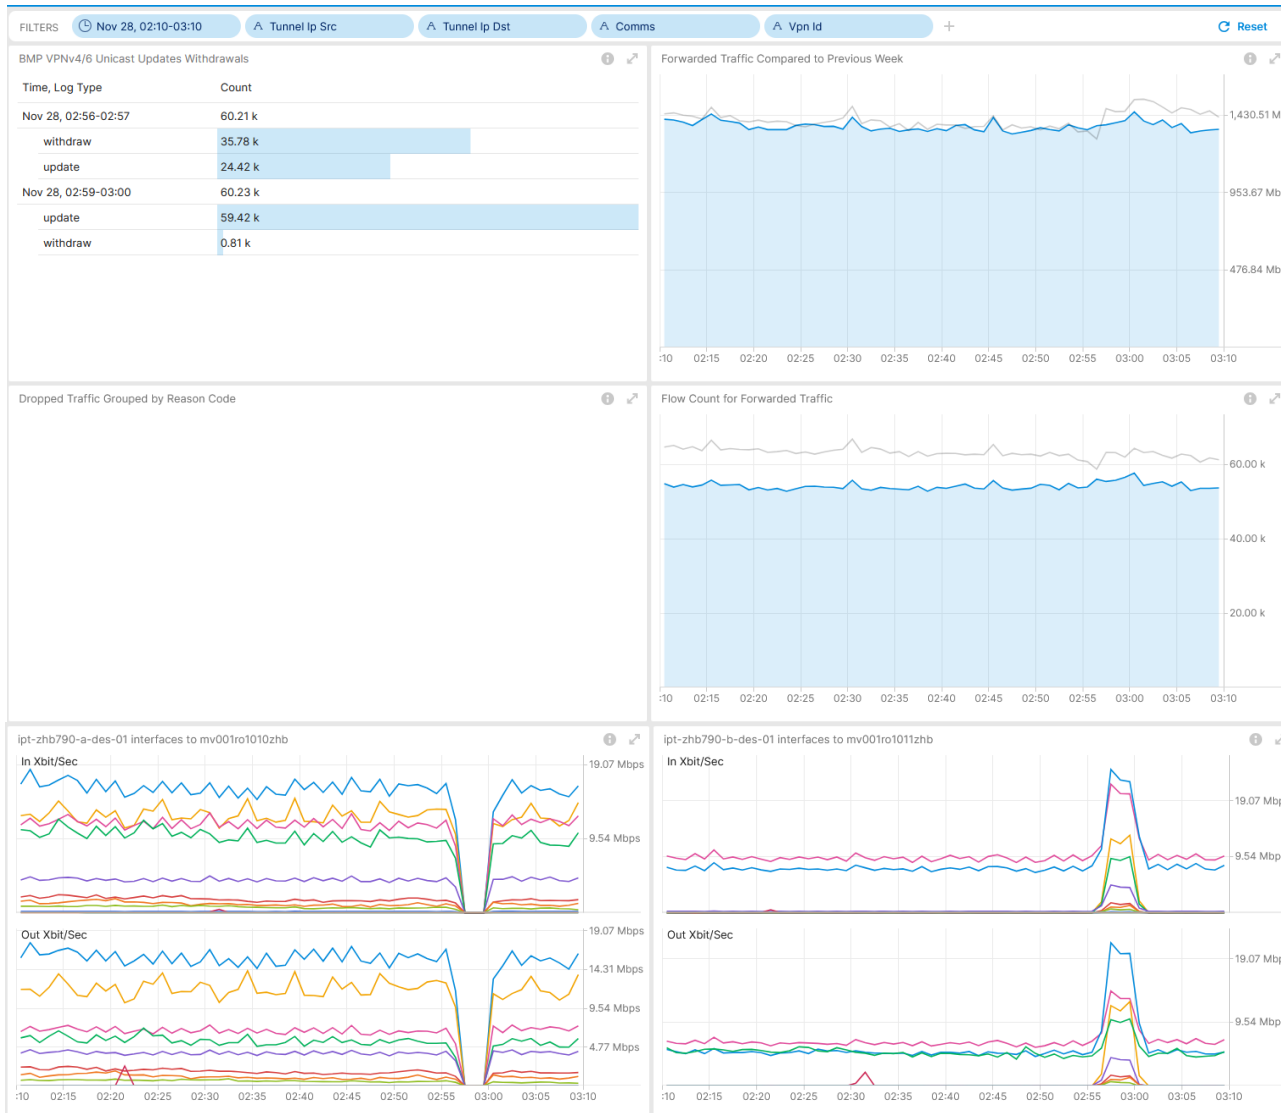 FILTERS Nov 28, 02:10-03:10 A Tunnel Ip Src A Tunnel Ip Dst A Comms A Vpn Id + Reset
BMP VPNv4/6 Unicast Updates Withdrawals
Time, Log Type Count
Nov 28, 02:56-02:57 60.21 k
withdraw 35.78 k
update 24.42 k
Nov 28, 02:59-03:00 60.23 k
update 59.42 k
withdraw 0.81 k
Forwarded Traffic Compared to Previous Week
1,430.51 M
953.67 Mb
476.84 Mb
:10 02:15 02:20 02:25 02:30 02:35 02:40 02:45 02:50 02:55 03:00 03:05 03:10
Dropped Traffic Grouped by Reason Code
Flow Count for Forwarded Traffic
60.00 k
40.00 k
20.00 k
:10 02:15 02:20 02:25 02:30 02:35 02:40 02:45 02:50 02:55 03:00 03:05 03:10
ipt-zhb790-a-des-01 interfaces to mv001ro1010zhb
In Xbit/Sec
19.07 Mbps
9.54 Mbps
Out Xbit/Sec
19.07 Mbps
14.31 Mbps
9.54 Mbps
4.77 Mbps
:10 02:15 02:20 02:25 02:30 02:35 02:40 02:45 02:50 02:55 03:00 03:05 03:10
ipt-zhb790-b-des-01 interfaces to mv001ro1011zhb
In Xbit/Sec
19.07 Mbp
9.54 Mbp
Out Xbit/Sec
19.07 Mbp
9.54 Mbp
:10 02:15 02:20 02:25 02:30 02:35 02:40 02:45 02:50 02:55 03:00 03:05 03:10